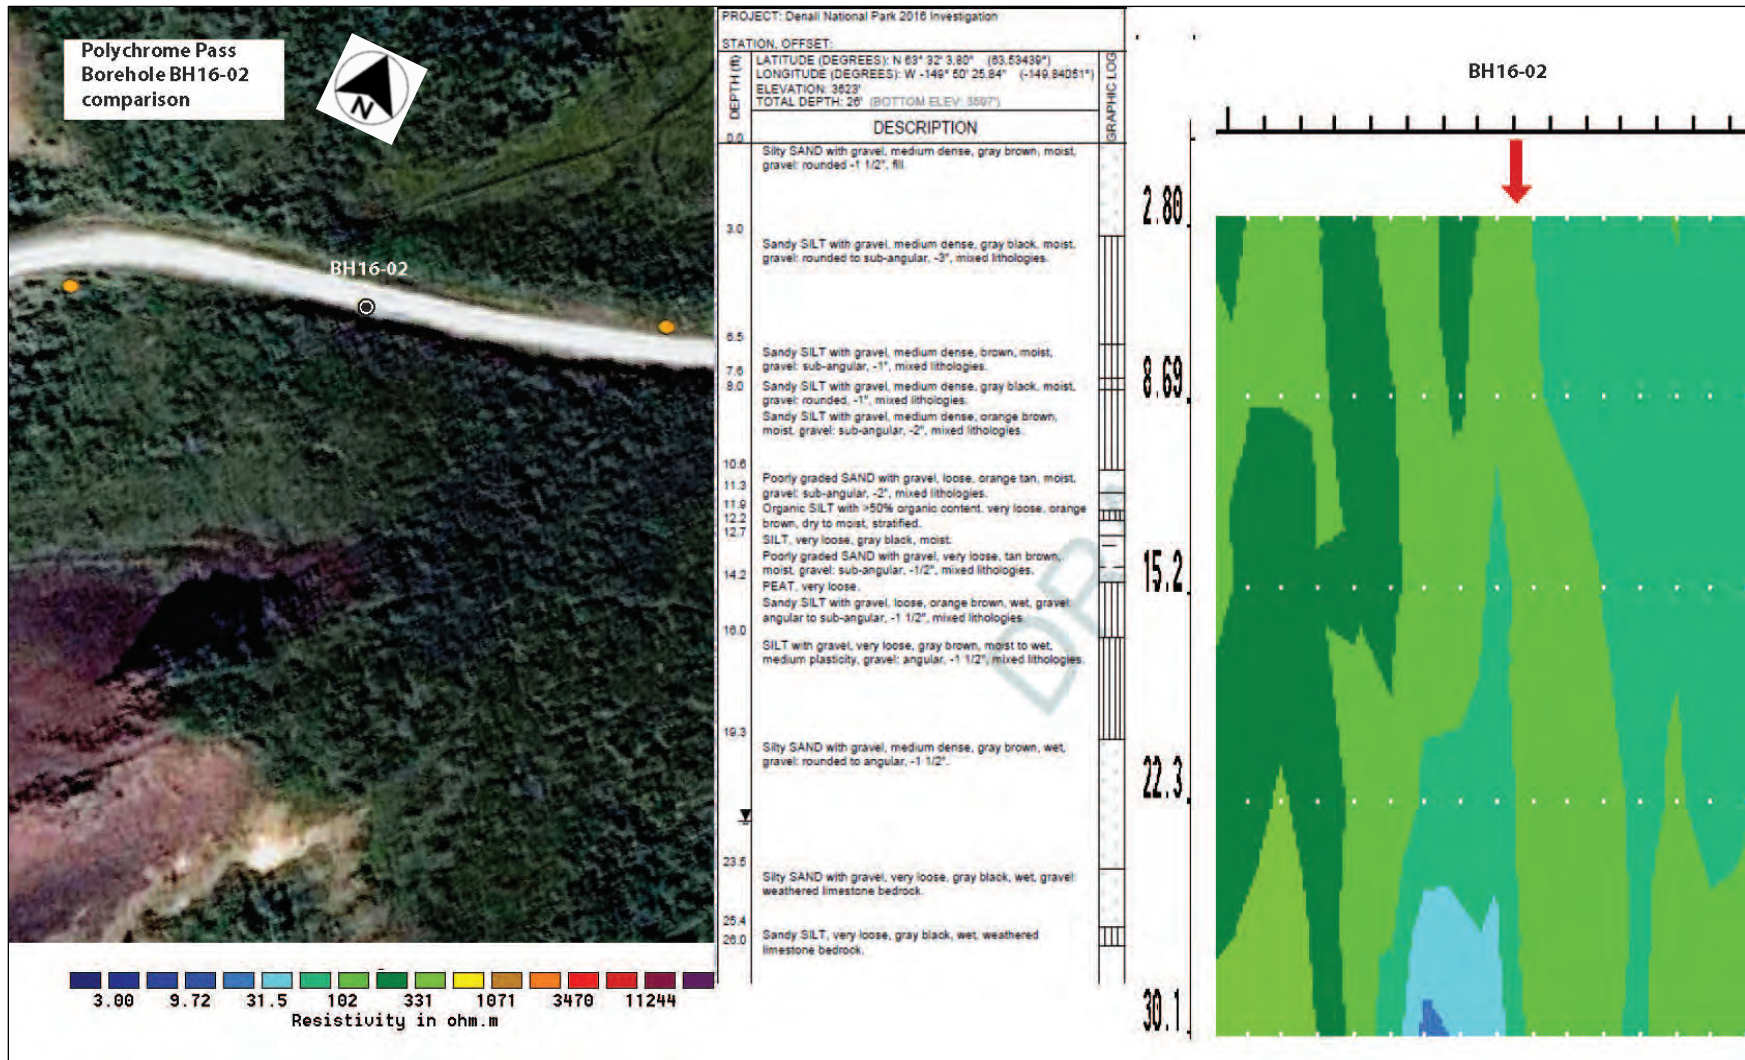 Polychrome Pass
Borehole BH16-02
comparison
N
BH16-02
3.00 9.72 31.5 102 331 1071 3470 11244
Resistivity in ohm.m
PROJECT: Denali National Park 2016 Investigation
STATION, OFFSET:
DEPTH (ft)
LATITUDE (DEGREES): N 63° 32' 3.80" (63.53439°)
LONGITUDE (DEGREES): W -149° 50' 25.84" (-149.84051°)
ELEVATION: 3623'
TOTAL DEPTH: 26' (BOTTOM ELEV: 3597')
GRAPHIC LOG
DESCRIPTION
0.0
Silty SAND with gravel, medium dense, gray brown, moist,
gravel: rounded -1 1/2", fill.
3.0
Sandy SILT with gravel, medium dense, gray black, moist,
gravel: rounded to sub-angular, -3", mixed lithologies.
6.5
Sandy SILT with gravel, medium dense, brown, moist,
gravel: sub-angular, -1", mixed lithologies.
7.6
8.0
Sandy SILT with gravel, medium dense, gray black, moist,
gravel: rounded, -1", mixed lithologies.
Sandy SILT with gravel, medium dense, orange brown,
moist, gravel: sub-angular, -2", mixed lithologies.
10.6
Poorly graded SAND with gravel, loose, orange tan, moist,
11.3
gravel: sub-angular, -2", mixed lithologies.
11.9
Organic SILT with >50% organic content, very loose, orange
12.2
brown, dry to moist, stratified.
12.7
SILT, very loose, gray black, moist.
Poorly graded SAND with gravel, very loose, tan brown,
moist, gravel: sub-angular, -1/2", mixed lithologies.
14.2
PEAT, very loose.
Sandy SILT with gravel, loose, orange brown, wet, gravel:
angular to sub-angular, -1 1/2", mixed lithologies.
16.0
SILT with gravel, very loose, gray brown, moist to wet,
medium plasticity, gravel: angular, -1 1/2", mixed lithologies.
19.3
Silty SAND with gravel, medium dense, gray brown, wet,
gravel: rounded to angular, -1 1/2".
23.5
Silty SAND with gravel, very loose, gray black, wet, gravel:
weathered limestone bedrock.
25.4
26.0
Sandy SILT, very loose, gray black, wet, weathered
limestone bedrock.
BH16-02
2.80
8.69
15.2
22.3
30.1